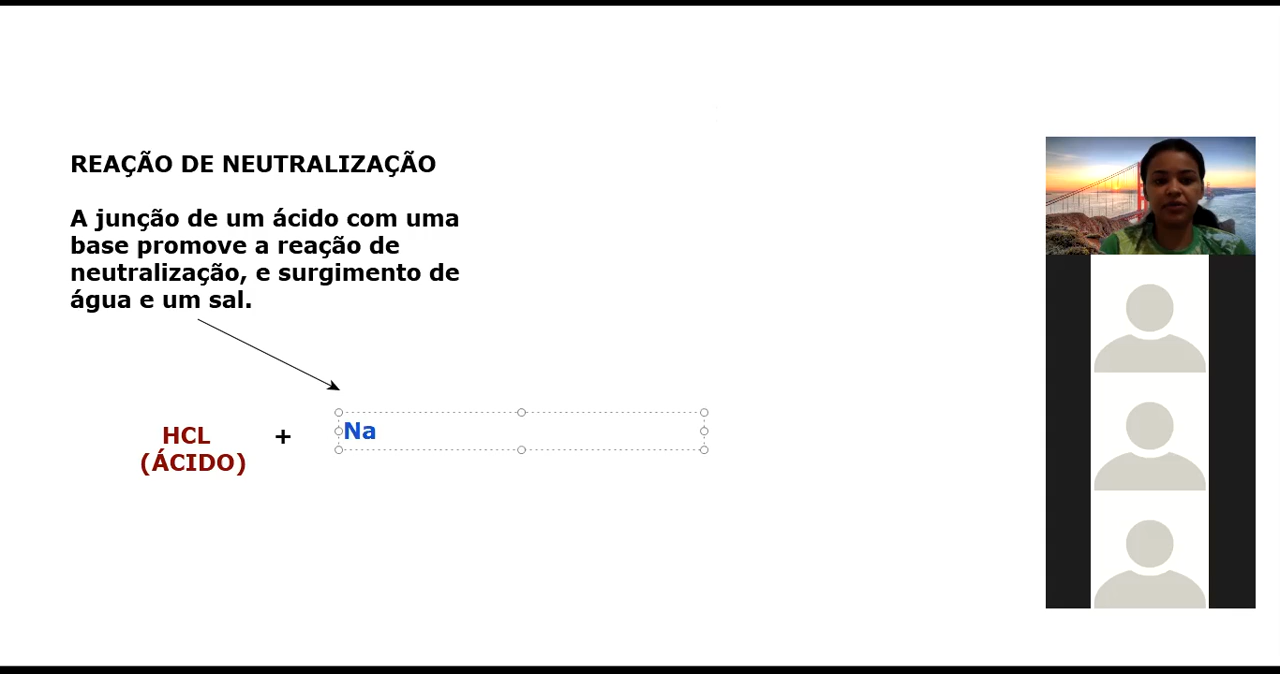 REAÇÃO DE NEUTRALIZAÇÃO
A junção de um ácido com uma
base promove a reação de
neutralização, e surgimento de
água e um sal.
HCL + Na
(ÁCIDO)